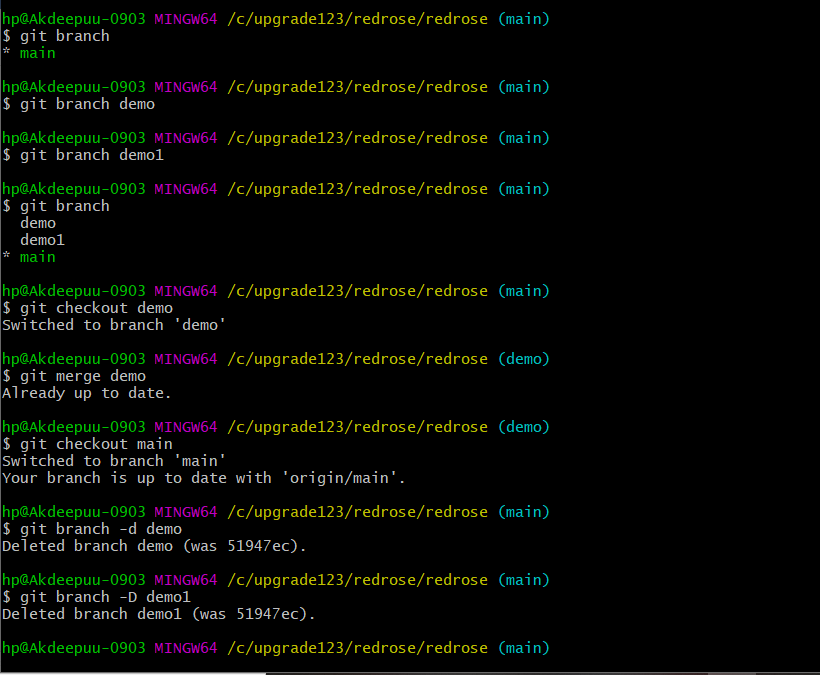 hp@Akdeepuu-0903 MINGW64 /c/upgrade123/redrose/redrose (main)
$ git branch
* main
hp@Akdeepuu-0903 MINGW64 /c/upgrade123/redrose/redrose (main)
$ git branch demo
hp@Akdeepuu-0903 MINGW64 /c/upgrade123/redrose/redrose (main)
$ git branch demo1
hp@Akdeepuu-0903 MINGW64 /c/upgrade123/redrose/redrose (main)
$ git branch
  demo
  demo1
* main
hp@Akdeepuu-0903 MINGW64 /c/upgrade123/redrose/redrose (main)
$ git checkout demo
Switched to branch 'demo'
hp@Akdeepuu-0903 MINGW64 /c/upgrade123/redrose/redrose (demo)
$ git merge demo
Already up to date.
hp@Akdeepuu-0903 MINGW64 /c/upgrade123/redrose/redrose (demo)
$ git checkout main
Switched to branch 'main'
Your branch is up to date with 'origin/main'.
hp@Akdeepuu-0903 MINGW64 /c/upgrade123/redrose/redrose (main)
$ git branch -d demo
Deleted branch demo (was 51947ec).
hp@Akdeepuu-0903 MINGW64 /c/upgrade123/redrose/redrose (main)
$ git branch -D demo1
Deleted branch demo1 (was 51947ec).
hp@Akdeepuu-0903 MINGW64 /c/upgrade123/redrose/redrose (main)